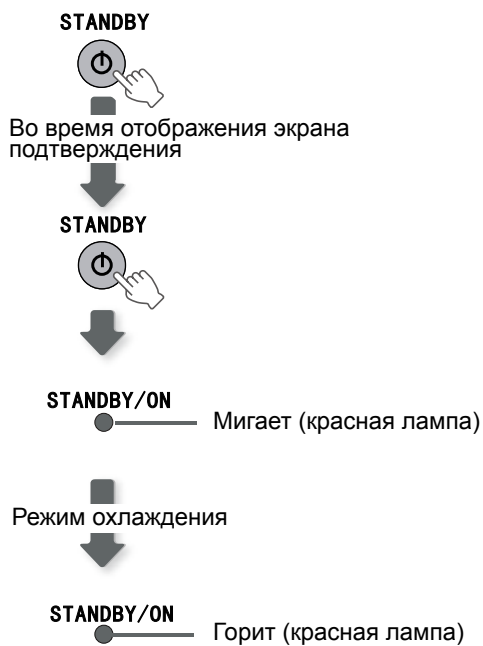 STANDBY
Во время отображения экрана
подтверждения
STANDBY
STANDBY/ON
Мигает (красная лампа)
Режим охлаждения
STANDBY/ON
Горит (красная лампа)